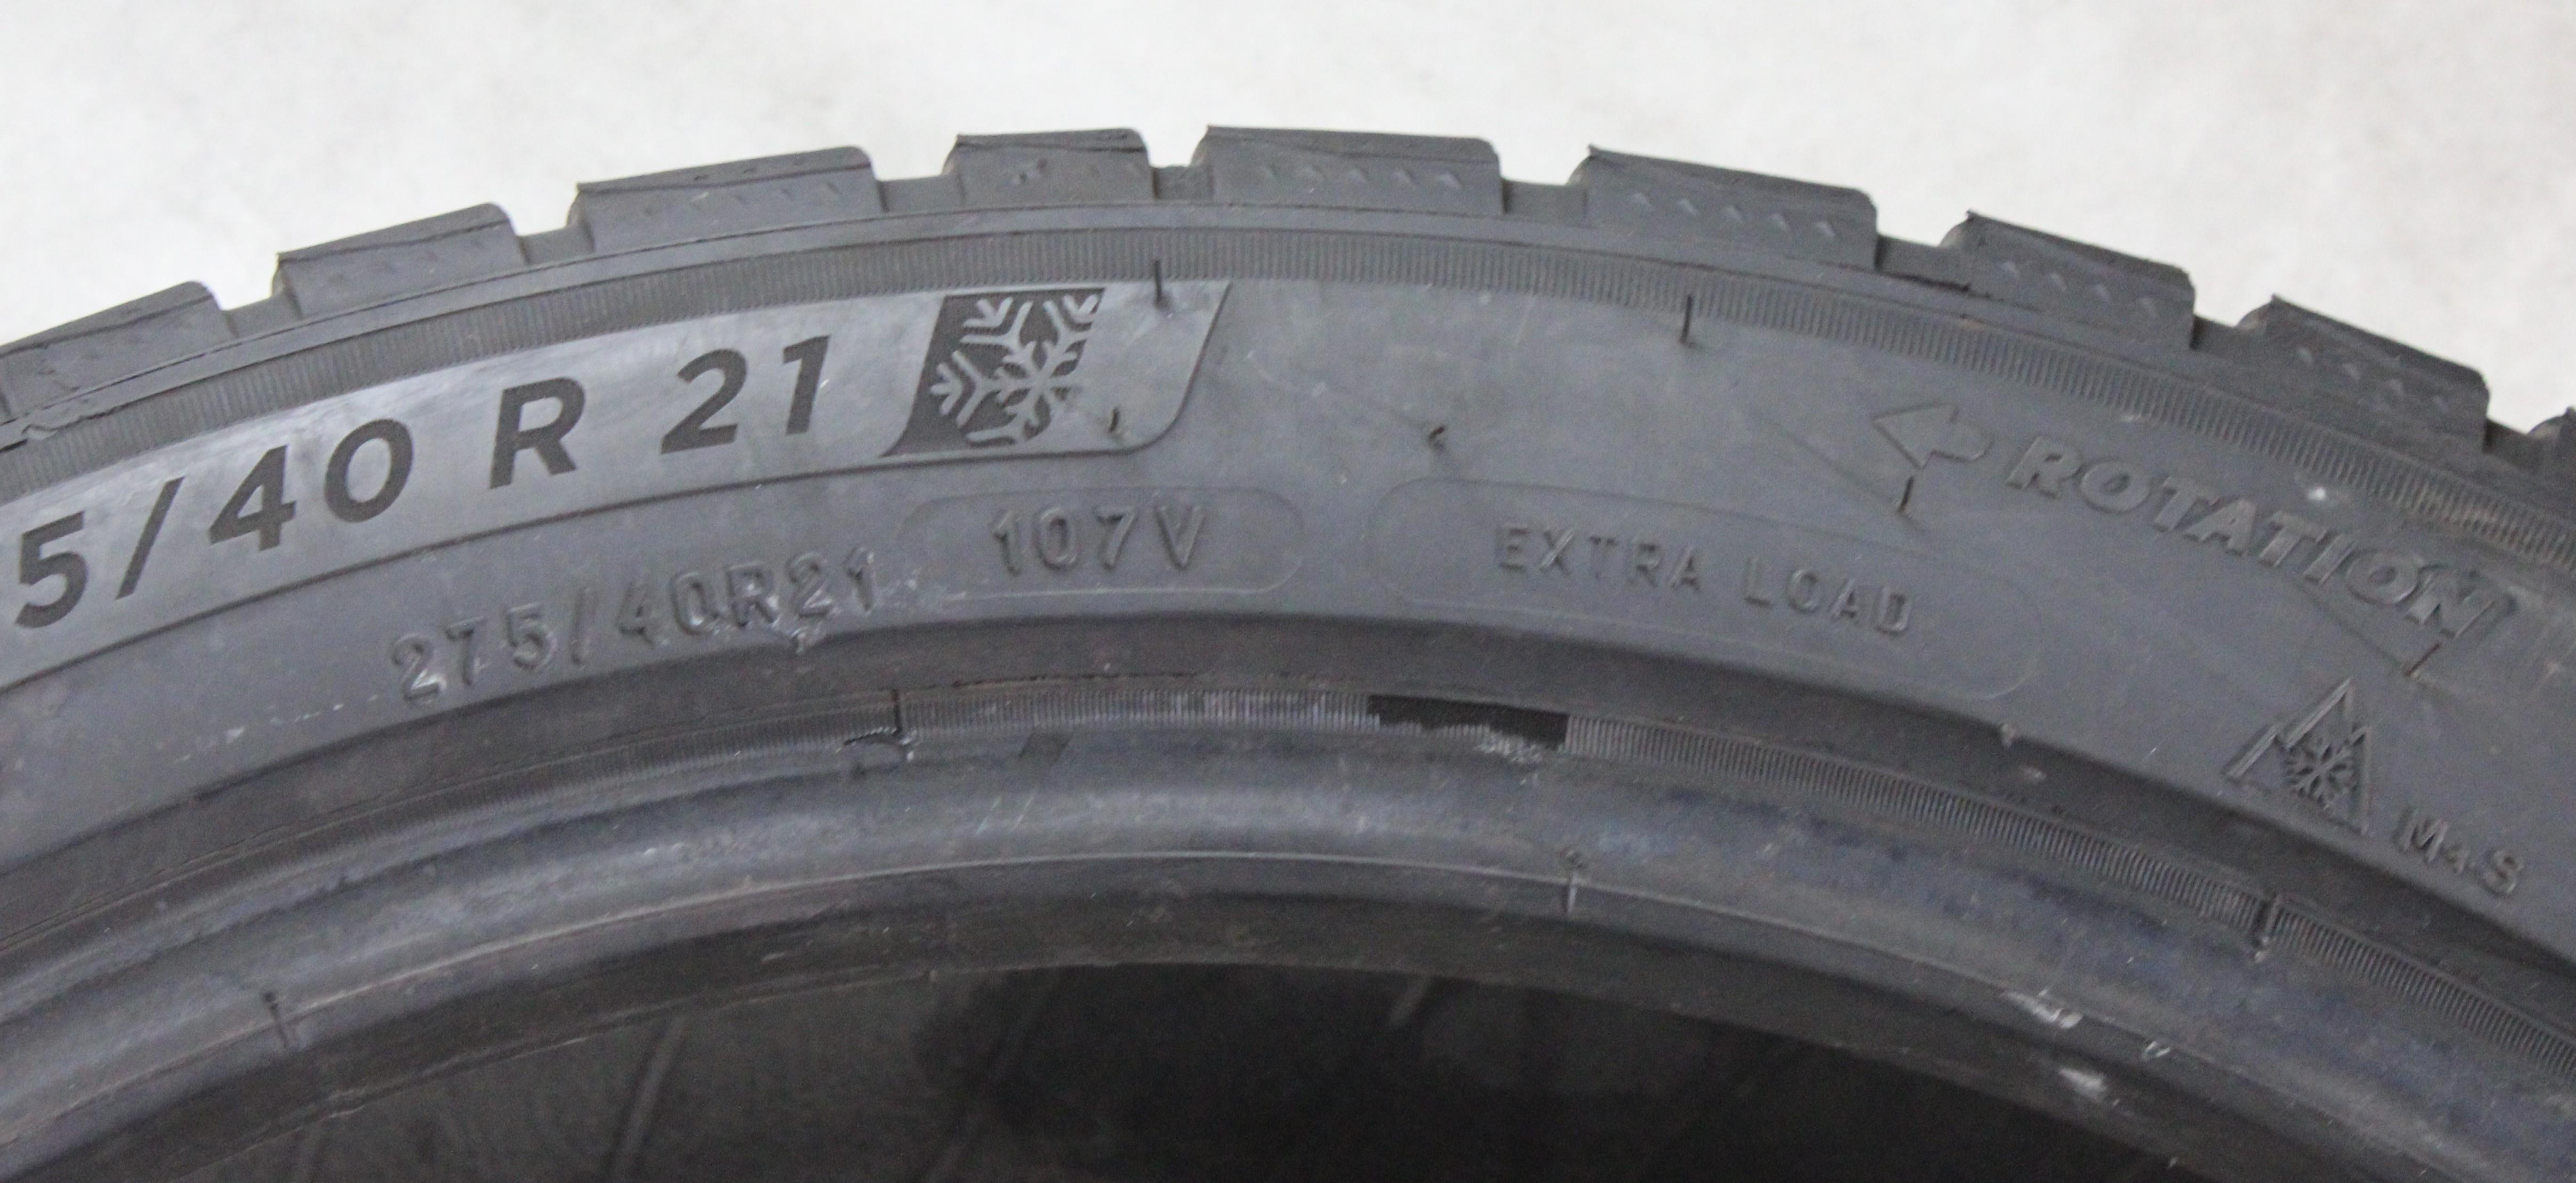 5/40 R 21
275/40R21
107V
EXTRA LOAD
ROTATION
M+S